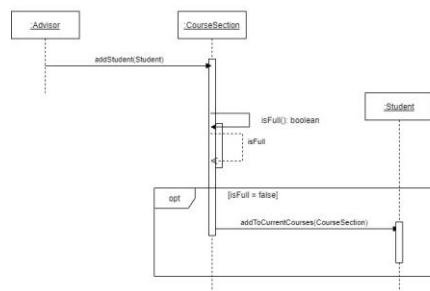 :Advisor
:CourseSection
addStudent(Student)
:Student
isFull(): boolean
isFull
opt
[isFull = false]
addToCurrentCourses(CourseSection)